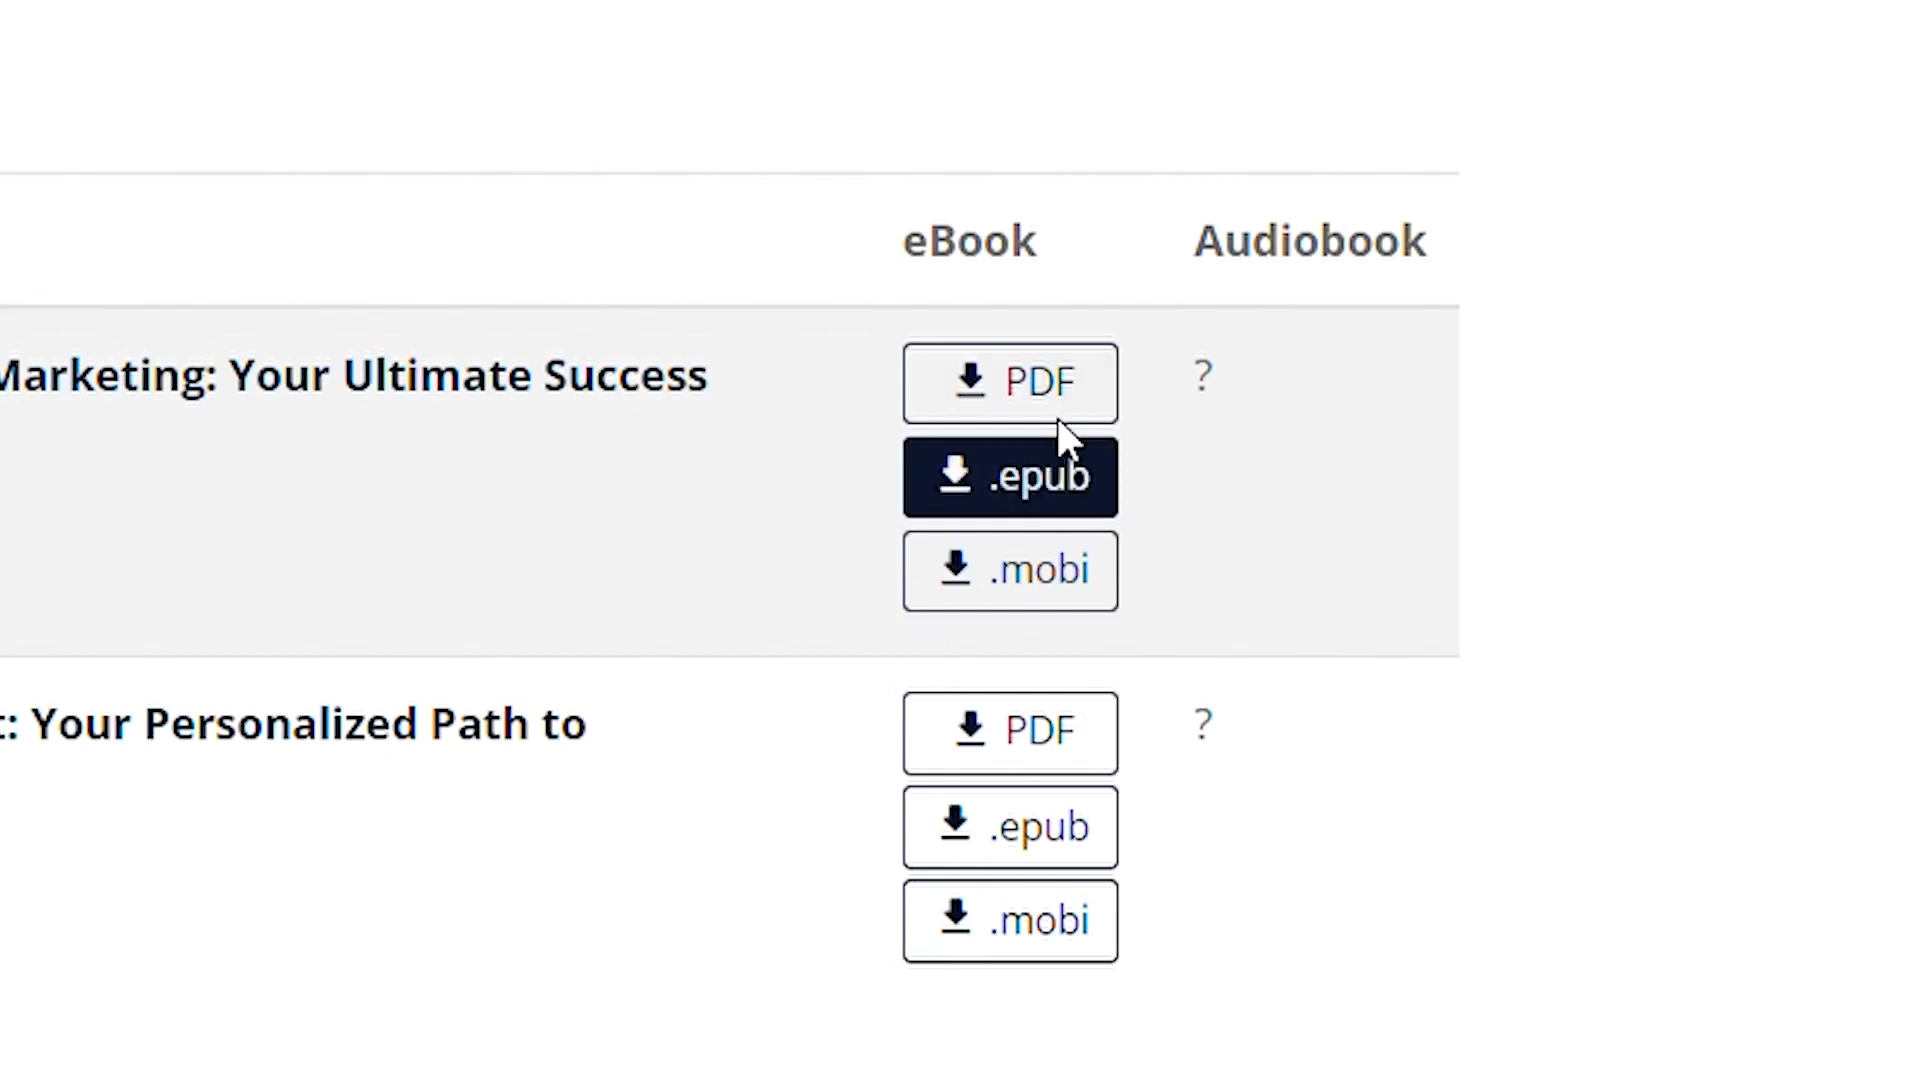 eBook Audiobook
Marketing: Your Ultimate Success PDF ?
.epub
.mobi
: Your Personalized Path to PDF ?
.epub
.mobi